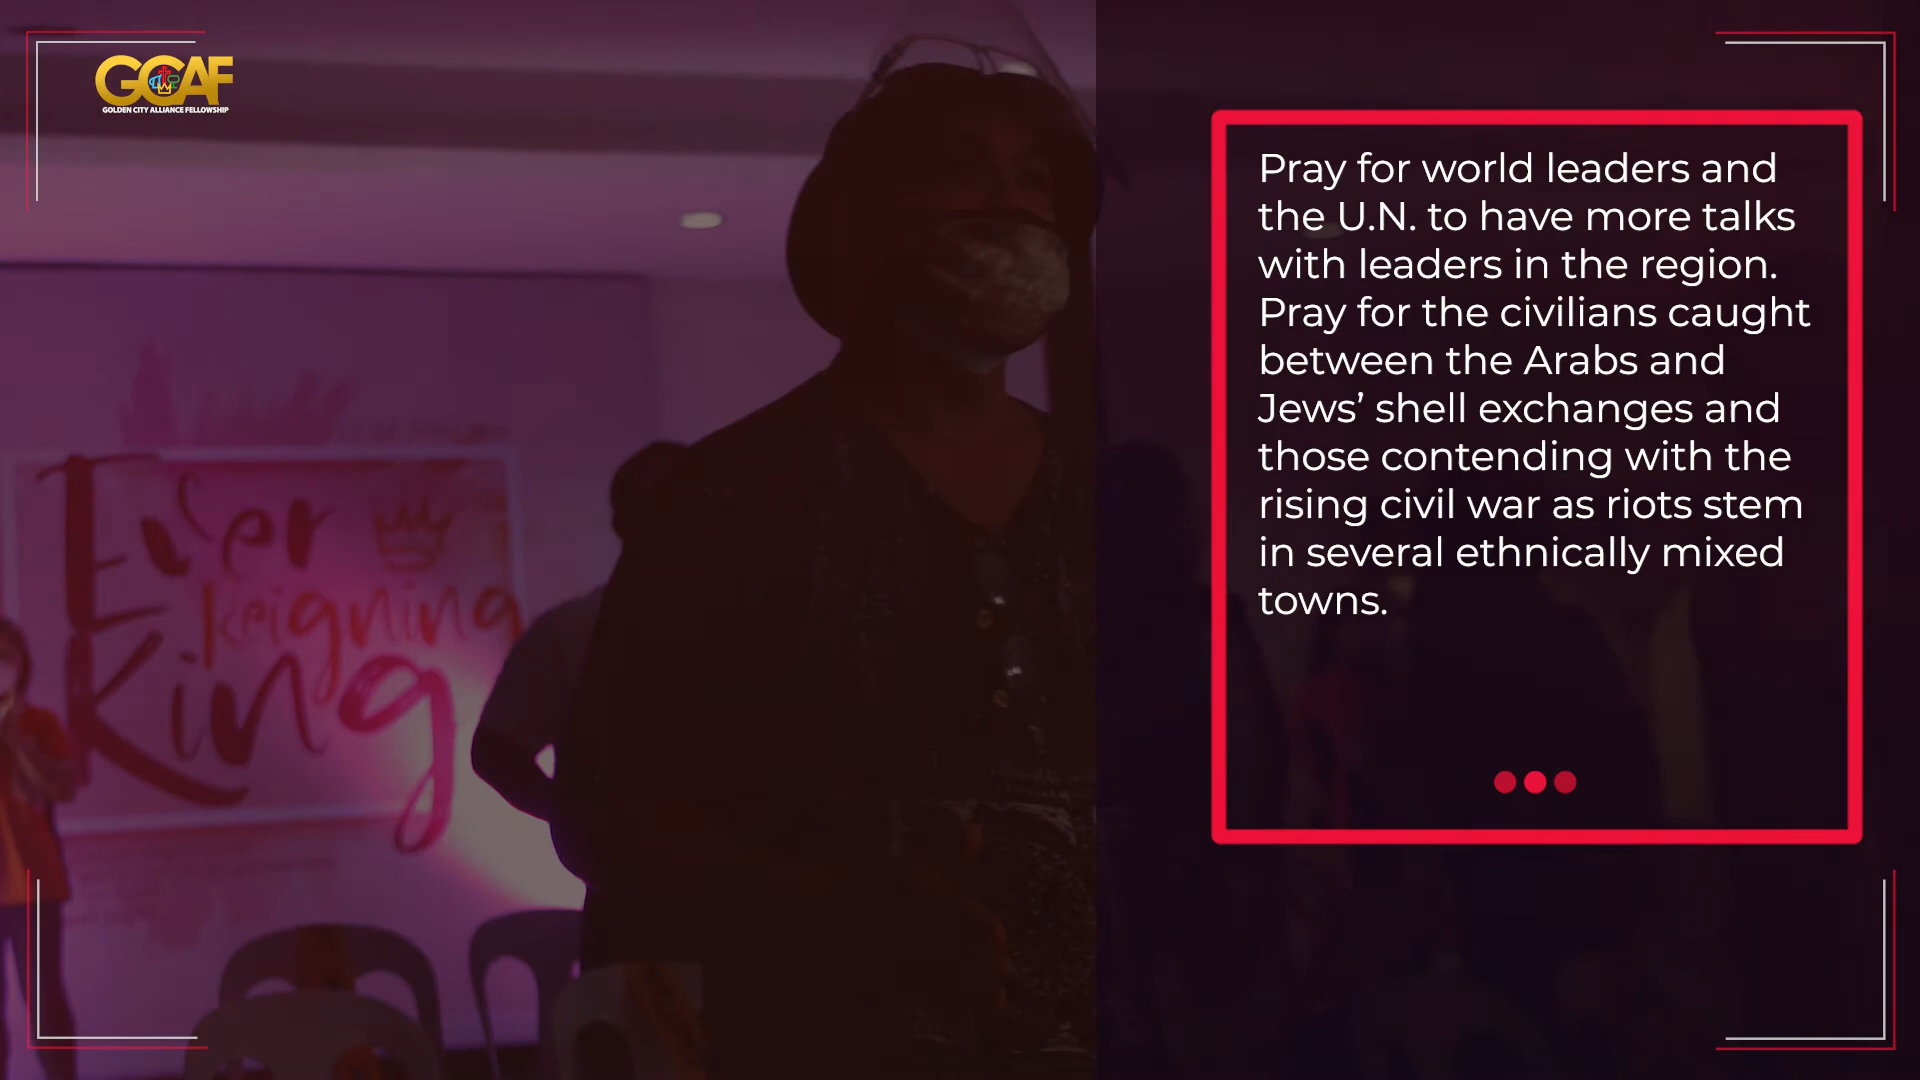 GCAF
GOLDEN CITY ALLIANCE FELLOWSHIP
Pray for world leaders and
the U.N. to have more talks
with leaders in the region.
Pray for the civilians caught
between the Arabs and
Jews’ shell exchanges and
those contending with the
rising civil war as riots stem
in several ethnically mixed
towns.
Ever
Reigning
King